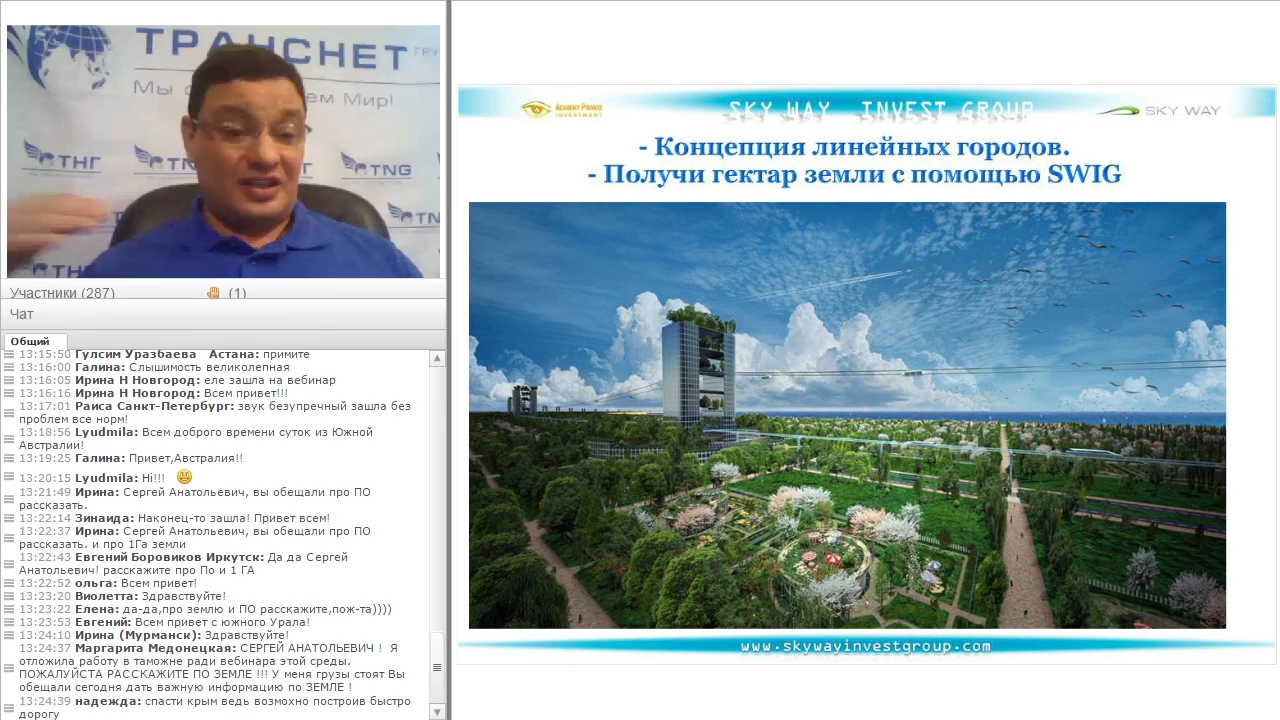 ТРАНСНЕТ
ГРУ
ем Мир!
ТНГ
TNG
TNG
ТНГ
TNG
Участники (287)
(1)
Чат
Общий
13:15:50 Гулсим Уразбаева Астана: примите
13:16:00 Галина: Слышимость великолепная
13:16:05 Ирина Н Новгород: еле зашла на вебинар
13:16:16 Ирина Н Новгород: Всем привет!!!
13:17:01 Раиса Санкт-Петербург: звук безупречный зашла без
проблем все норм!
13:18:56 Lyudmila: Всем доброго времени суток из Южной
Австралии!
13:19:25 Галина: Привет,Австралия!!
13:20:15 Lyudmila: Hi!!!
13:21:49 Ирина: Сергей Анатольевич, вы обещали про ПО
рассказать.
13:22:14 Зинаида: Наконец-то зашла! Привет всем!
13:22:37 Ирина: Сергей Анатольевич, вы обещали про ПО
рассказать. и про 1Га земли
13:22:43 Евгений Боровиков Иркутск: Да да Сергей
Анатольевич! расскажите про По и 1 ГА
13:22:52 ольга: Всем привет!
13:23:20 Виолетта: Здравствуйте!
13:23:22 Елена: да-да,про землю и ПО расскажите,пож-та))))
13:23:53 Евгений: Всем привет с южного Урала!
13:24:10 Ирина (Мурманск): Здравствуйте!
13:24:37 Маргарита Медонецкая: СЕРГЕЙ АНАТОЛЬЕВИЧ ! Я
отложила работу в таможне ради вебинара этой среды.
ПОЖАЛУЙСТА РАССКАЖИТЕ ПО ЗЕМЛЕ !!! У меня грузы стоят Вы
обещали сегодня дать важную информацию по ЗЕМЛЕ !
13:24:39 надежда: спасти крым ведь возмохно построив быстро
дорогу
ACADEMY PRIVATE
INVESTMENT
SKY WAY INVEST GROUP
SKY WAY
- Концепция линейных городов.
- Получи гектар земли с помощью SWIG
www.skywayinvestgroup.com